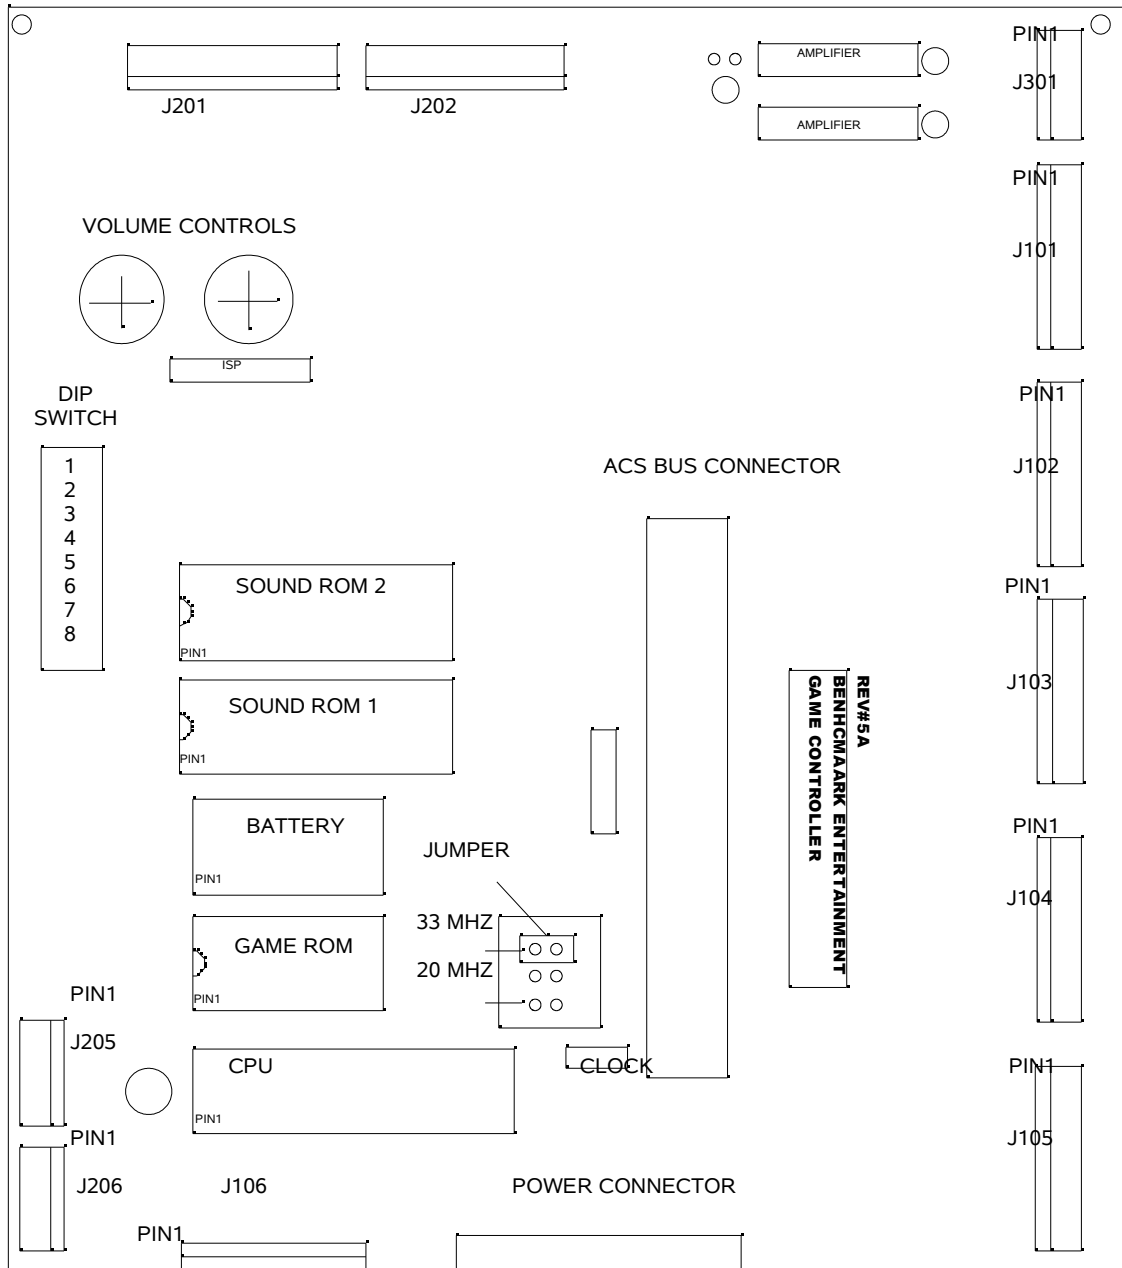 PIN1
AMPLIFIER
J301
J201
J202
AMPLIFIER
PIN1
VOLUME CONTROLS
J101
ISP
DIP
SWITCH
PIN1
1
2
3
4
5
6
7
8
ACS BUS CONNECTOR
J102
SOUND ROM 2
PIN1
PIN1
SOUND ROM 1
PIN1
J103
REV#5A
BENHCMAARK ENTERTAINMENT
GAME CONTROLLER
BATTERY
PIN1
JUMPER
PIN1
33 MHZ
20 MHZ
J104
GAME ROM
PIN1
PIN1
J205
CPU
PIN1
CLOCK
PIN1
PIN1
J105
J206
J106
POWER CONNECTOR
PIN1